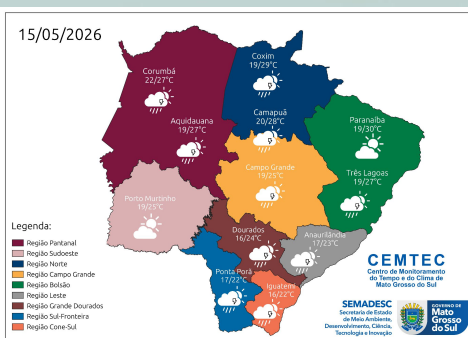 15/05/2026
Corumbá
22/27°C
Coxim
19/29°C
Aquidauana
19/27°C
Camapuã
20/28°C
Paranaíba
19/30°C
Campo Grande
19/25°C
Três Lagoas
19/27°C
Porto Murtinho
19/25°C
Dourados
16/24°C
Anaurilândia
17/23°C
Ponta Porã
17/22°C
Iguatemi
16/22°C
Legenda:
Região Pantanal
Região Sudoeste
Região Norte
Região Campo Grande
Região Bolsão
Região Leste
Região Grande Dourados
Região Sul-Fronteira
Região Cone-Sul
CEMTEC
Centro de Monitoramento
do Tempo e do Clima de
Mato Grosso do Sul
SEMADESC
Secretaria de Estado
de Meio Ambiente,
Desenvolvimento, Ciência,
Tecnologia e Inovação
GOVERNO DE
Mato
Grosso
do Sul